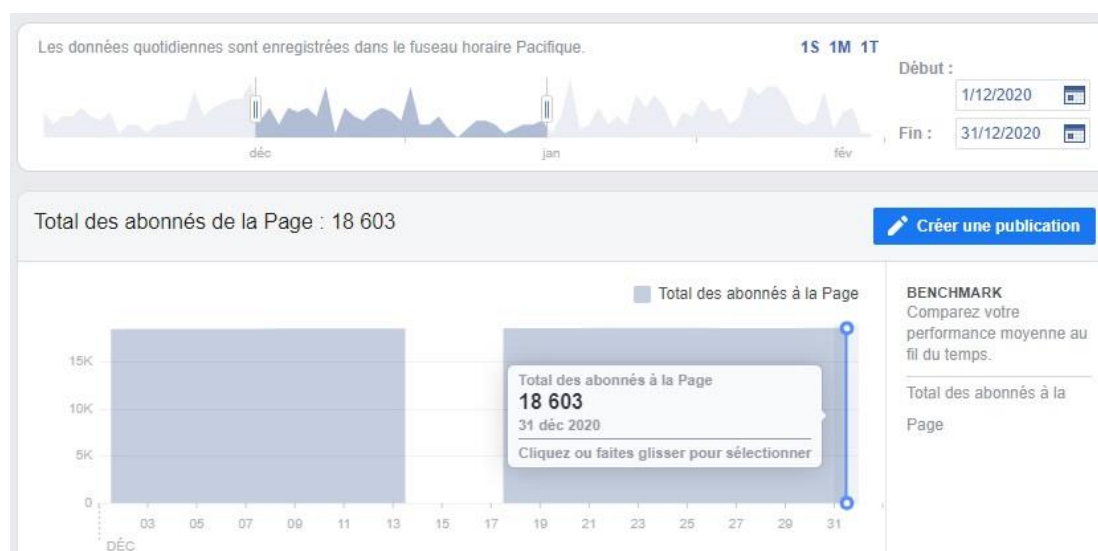 Les données quotidiennes sont enregistrées dans le fuseau horaire Pacifique.
1S 1M 1T
Début :
1/12/2020
Fin :
31/12/2020
déc
jan
fév
Total des abonnés de la Page : 18 603
Créer une publication
Total des abonnés à la Page
BENCHMARK
Comparez votre
performance moyenne au
fil du temps.
Total des abonnés à la
Page
15K
10K
5K
0
Total des abonnés à la Page
18 603
31 déc 2020
Cliquez ou faites glisser pour sélectionner
03 05 07 09 11 13 15 17 19 21 23 25 27 29 31
DÉC